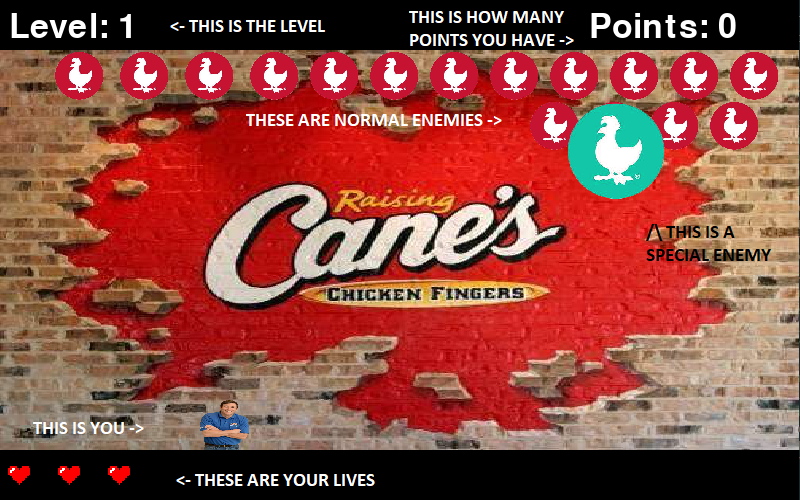 Level: 1
<- THIS IS THE LEVEL
THIS IS HOW MANY
POINTS YOU HAVE ->
Points: 0
THESE ARE NORMAL ENEMIES ->
/\ THIS IS A
SPECIAL ENEMY
Raising
Cane's
CHICKEN FINGERS
THIS IS YOU ->
<- THESE ARE YOUR LIVES